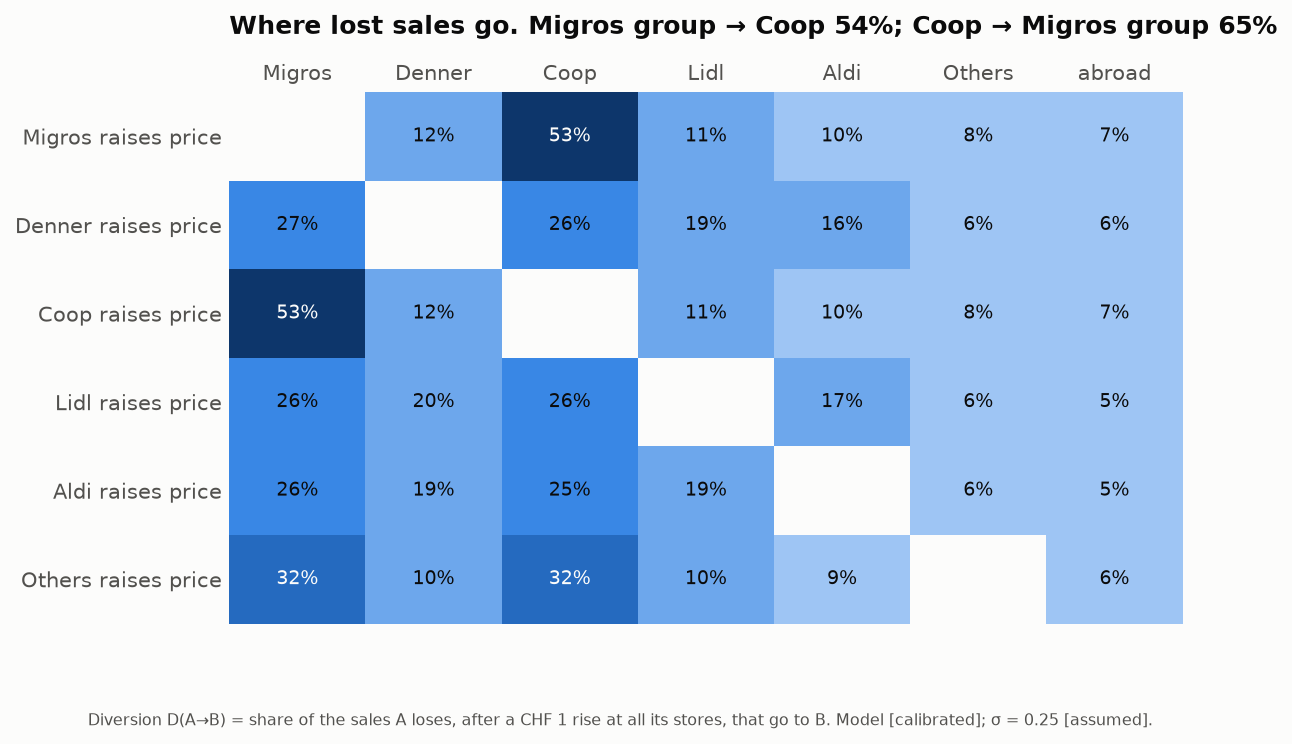 Where lost sales go. Migros group → Coop 54%; Coop → Migros group 65%
Migros Denner Coop Lidl Aldi Others abroad
Migros raises price 12% 53% 11% 10% 8% 7%
Denner raises price 27% 26% 19% 16% 6% 6%
Coop raises price 53% 12% 11% 10% 8% 7%
Lidl raises price 26% 20% 26% 17% 6% 5%
Aldi raises price 26% 19% 25% 19% 6% 5%
Others raises price 32% 10% 32% 10% 9% 6%
Diversion D(A→B) = share of the sales A loses, after a CHF 1 rise at all its stores, that go to B. Model [calibrated]; σ = 0.25 [assumed].